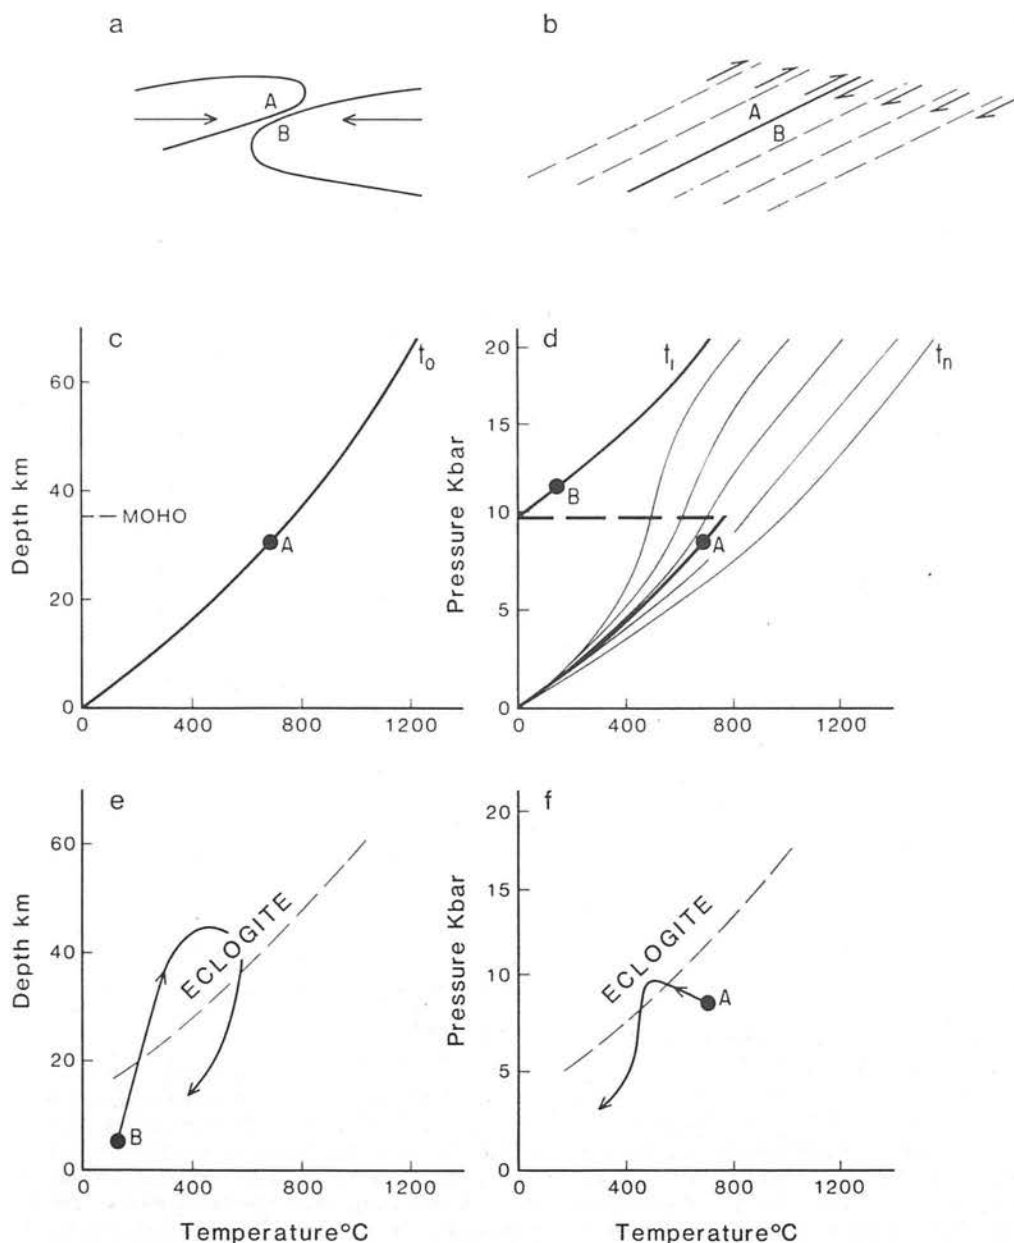 a
A
B
b
A
B
c
t₀
60
40
MOHO
A
20
0
0
400
800
1200
Depth km
d
t₁
tₙ
20
15
10
5
0
B
A
0
400
800
1200
Pressure Kbar
e
60
40
20
0
ECLOGITE
B
0
400
800
1200
Depth km
Temperature°C
f
20
15
10
5
0
ECLOGITE
A
0
400
800
1200
Pressure Kbar
Temperature°C